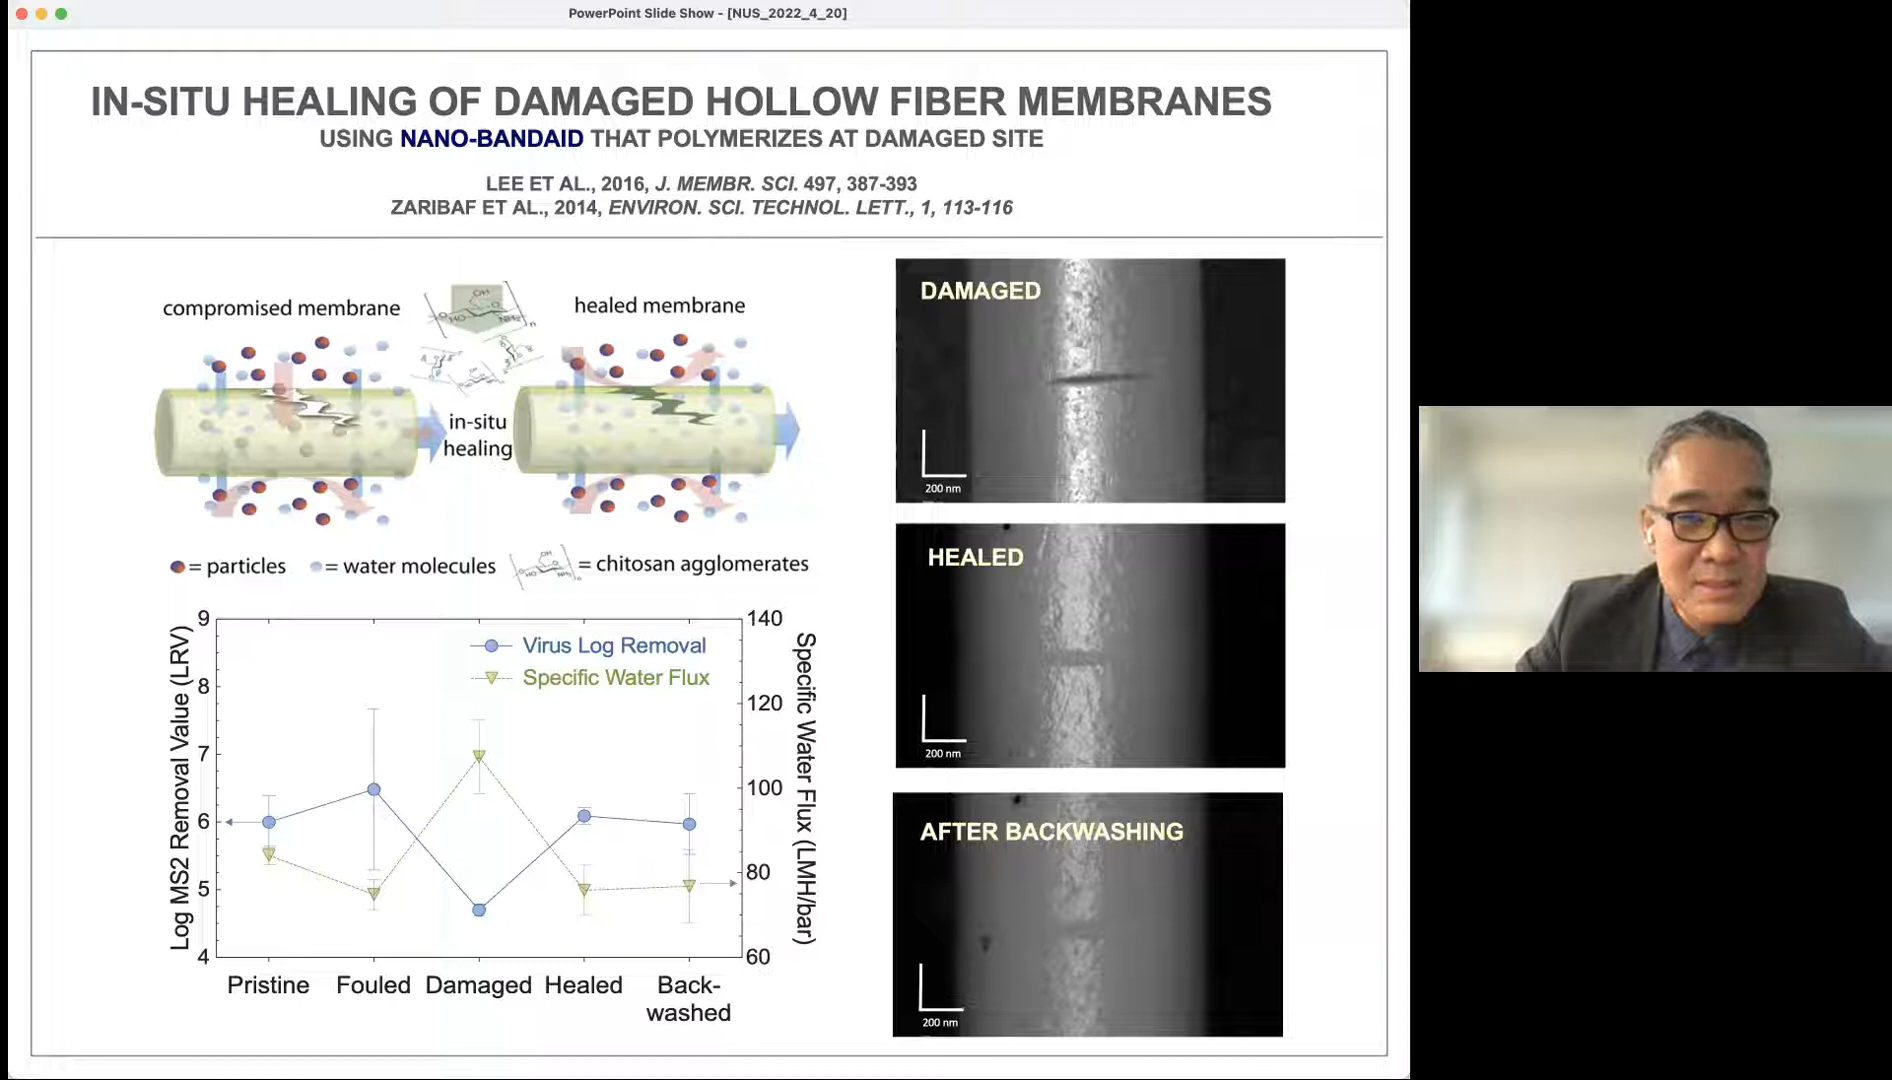 PowerPoint Slide Show - [NUS_2022_4_20]
IN-SITU HEALING OF DAMAGED HOLLOW FIBER MEMBRANES
USING NANO-BANDAID THAT POLYMERIZES AT DAMAGED SITE
LEE ET AL., 2016, J. MEMBR. SCI. 497, 387-393
ZARIBAF ET AL., 2014, ENVIRON. SCI. TECHNOL. LETT., 1, 113-116
compromised membrane
healed membrane
in-situ
healing
= particles
= water molecules
= chitosan agglomerates
Log MS2 Removal Value (LRV)
9
8
7
6
5
4
Virus Log Removal
Specific Water Flux
140
120
100
80
60
Specific Water Flux (LMH/bar)
Pristine Fouled Damaged Healed Back-
washed
DAMAGED
200 nm
HEALED
200 nm
AFTER BACKWASHING
200 nm